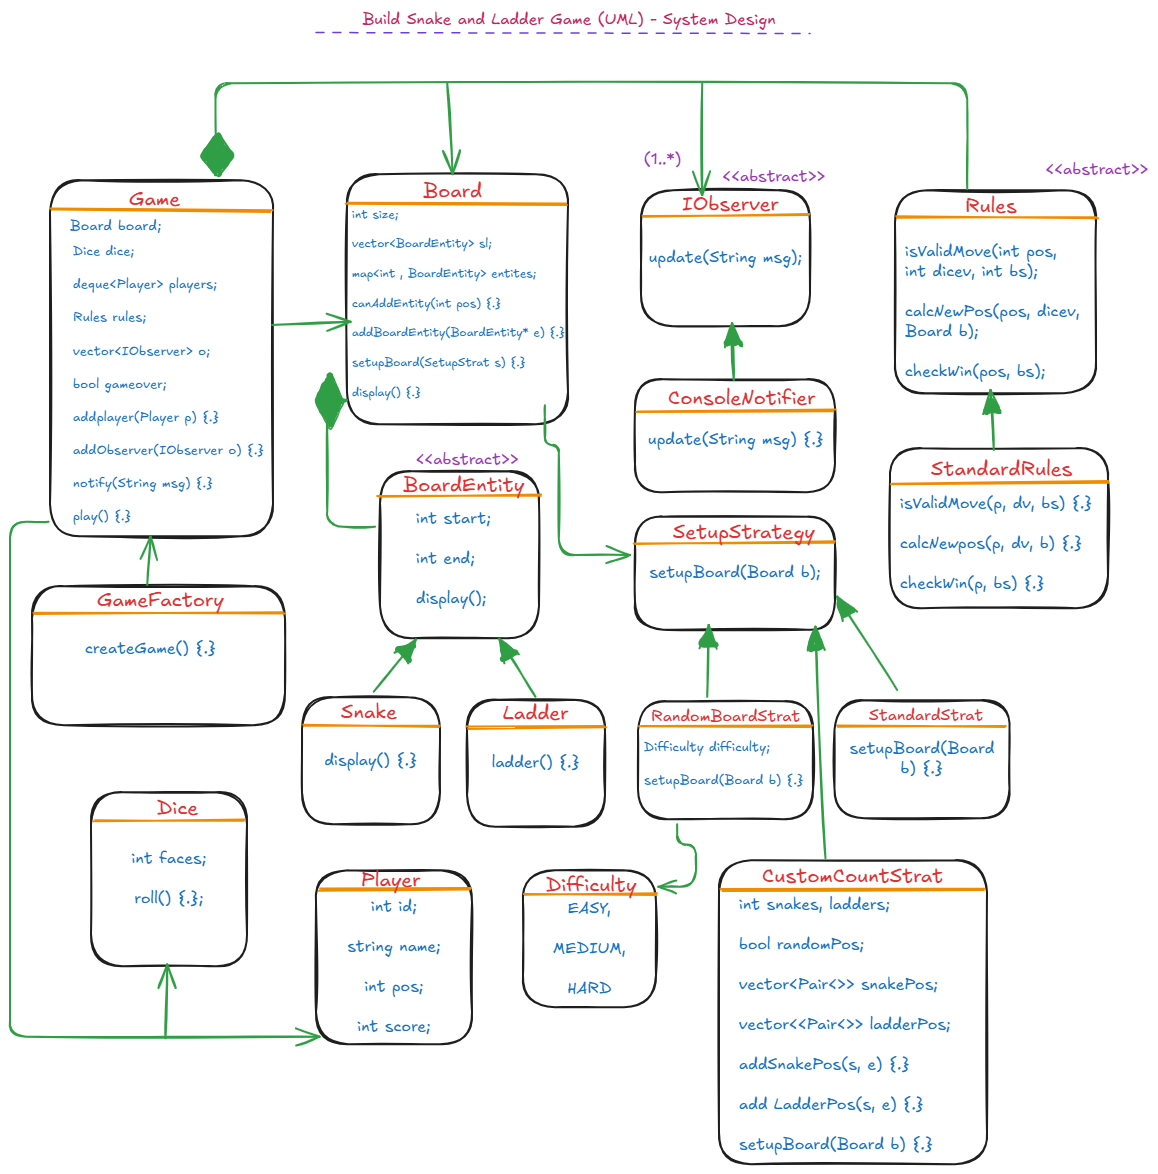 Build Snake and Ladder Game (UML) - System Design
Game
Board board;
Dice dice;
deque<Player> players;
Rules rules;
vector<IObserver> o;
bool gameover;
addplayer(Player p) {.}
addObserver(IObserver o) {.}
notify(String msg) {.}
play() {.}
Board
int size;
vector<BoardEntity> sl;
map<int , BoardEntity> entites;
canAddEntity(int pos) {.}
addBoardEntity(BoardEntity* e) {.}
setupBoard(SetupStrat s) {.}
display() {.}
(1..*)
<<abstract>>
IObserver
update(String msg);
<<abstract>>
Rules
isValidMove(int pos,
int dicev, int bs);
calcNewPos(pos, dicev,
Board b);
checkWin(pos, bs);
ConsoleNotifier
update(String msg) {.}
StandardRules
isValidMove(p, dv, bs) {.}
calcNewpos(p, dv, b) {.}
checkWin(p, bs) {.}
<<abstract>>
BoardEntity
int start;
int end;
display();
SetupStrategy
setupBoard(Board b);
GameFactory
createGame() {.}
Snake
display() {.}
Ladder
ladder() {.}
RandomBoardStrat
Difficulty difficulty;
setupBoard(Board b) {.}
StandardStrat
setupBoard(Board
b) {.}
Dice
int faces;
roll() {.};
Player
int id;
string name;
int pos;
int score;
Difficulty
EASY,
MEDIUM,
HARD
CustomCountStrat
int snakes, ladders;
bool randomPos;
vector<Pair<>> snakePos;
vector<<Pair<>> ladderPos;
addSnakePos(s, e) {.}
add LadderPos(s, e) {.}
setupBoard(Board b) {.}